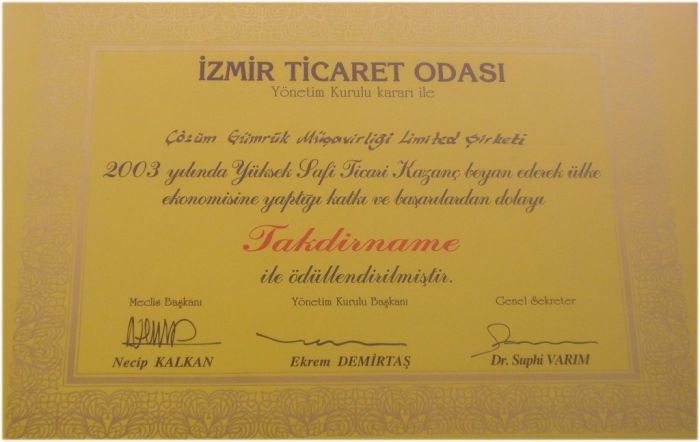 İZMİR TİCARET ODASI
Yönetim Kurulu kararı ile
Çözüm Gümrük Müşavirliği Limited Şirketi
2003 yılında Yüksek Safi Ticari Kazanç beyan ederek ülke
ekonomisine yaptığı katkı ve başarılardan dolayı
Takdirname
ile ödüllendirilmiştir.
Meclis Başkanı Yönetim Kurulu Başkanı Genel Sekreter
Necip KALKAN Ekrem DEMİRTAŞ Dr. Suphi VARIM